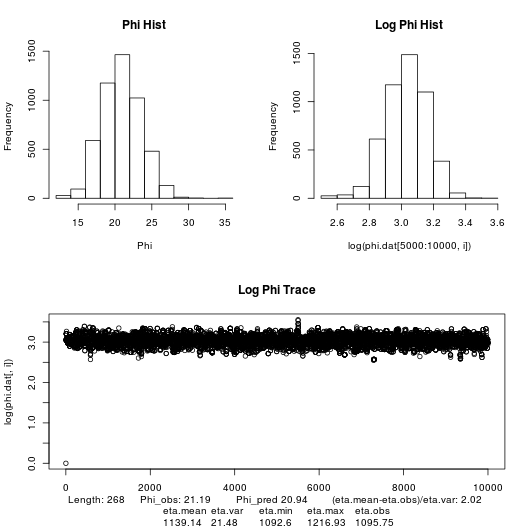 Phi Hist
Log Phi Hist
Frequency
0 500 1000 1500
15 20 25 30 35
Phi
Frequency
0 500 1000 1500
2.6 2.8 3.0 3.2 3.4 3.6
log(phi.dat[5000:10000, i])
Log Phi Trace
log(phi.dat[, i])
0.0 1.0 2.0 3.0
0 2000 4000 6000 8000 10000
Length: 268 Phi_obs: 21.19 Phi_pred 20.94 (eta.mean-eta.obs)/eta.var: 2.02
eta.mean eta.var eta.min eta.max eta.obs
1139.14 21.48 1092.6 1216.93 1095.75